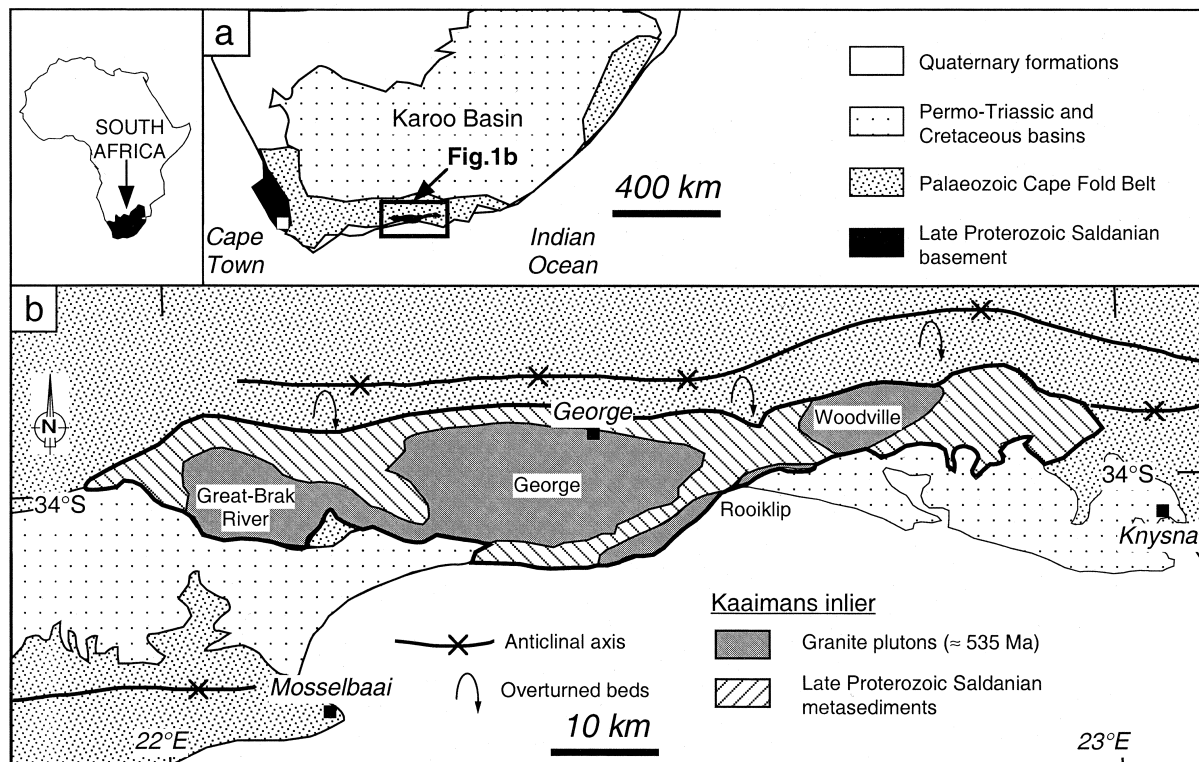 a
SOUTH
AFRICA
Karoo Basin
Fig.1b
400 km
Cape
Town
Indian
Ocean
Quaternary formations
Permo-Triassic and
Cretaceous basins
Palaeozoic Cape Fold Belt
Late Proterozoic Saldanian
basement
b
N
George
Woodville
Great-Brak
River
George
Rooiklip
34°S
34°S
Knysna
Mosselbaai
22°E
23°E
Anticlinal axis
Overturned beds
10 km
Kaaimans inlier
Granite plutons (≈ 535 Ma)
Late Proterozoic Saldanian
metasediments